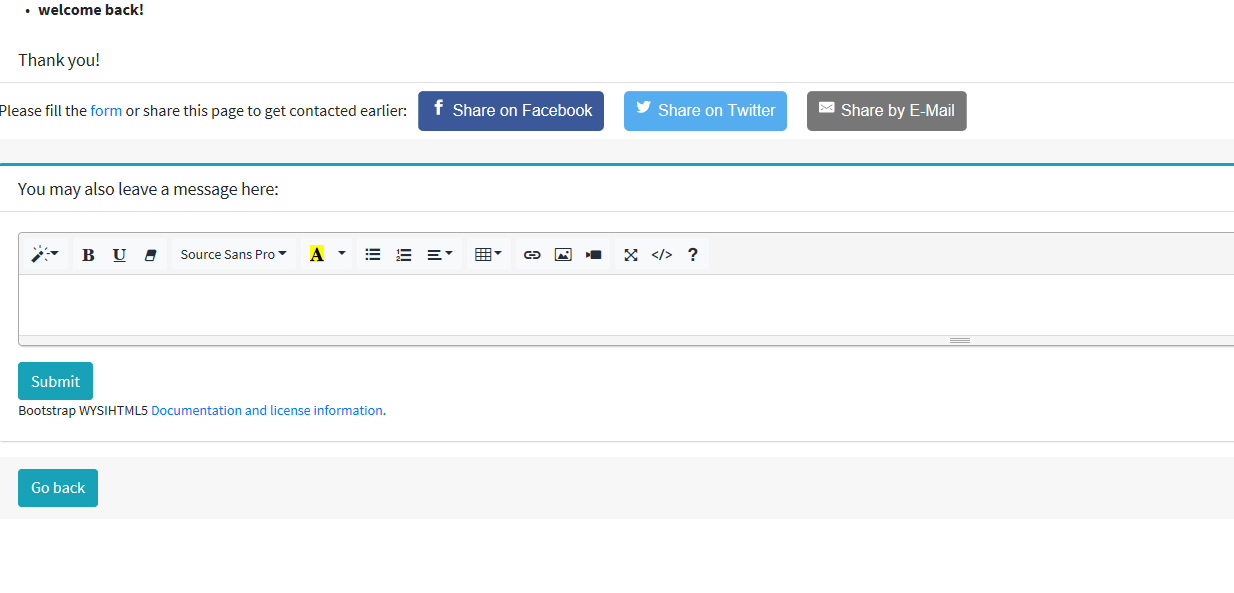 • welcome back!
Thank you!
Please fill the form or share this page to get contacted earlier: Share on Facebook Share on Twitter Share by E-Mail
You may also leave a message here:
B U Source Sans Pro A </> ?
Submit
Bootstrap WYSIHTML5 Documentation and license information.
Go back